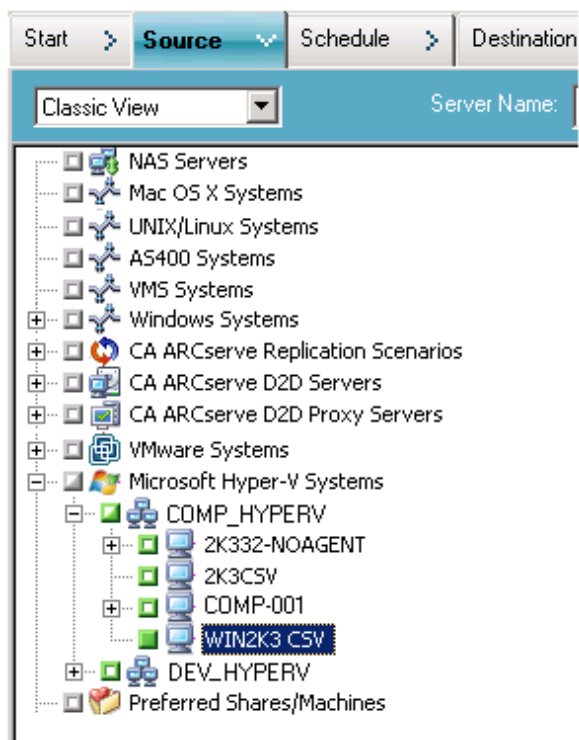 Start Source Schedule Destination
Classic View Server Name:
NAS Servers
Mac OS X Systems
UNIX/Linux Systems
AS400 Systems
VMS Systems
Windows Systems
CA ARCserve Replication Scenarios
CA ARCserve D2D Servers
CA ARCserve D2D Proxy Servers
VMware Systems
Microsoft Hyper-V Systems
COMP_HYPERV
2K332-NOAGENT
2K3CSV
COMP-001
WIN2K3 CSV
DEV_HYPERV
Preferred Shares/Machines